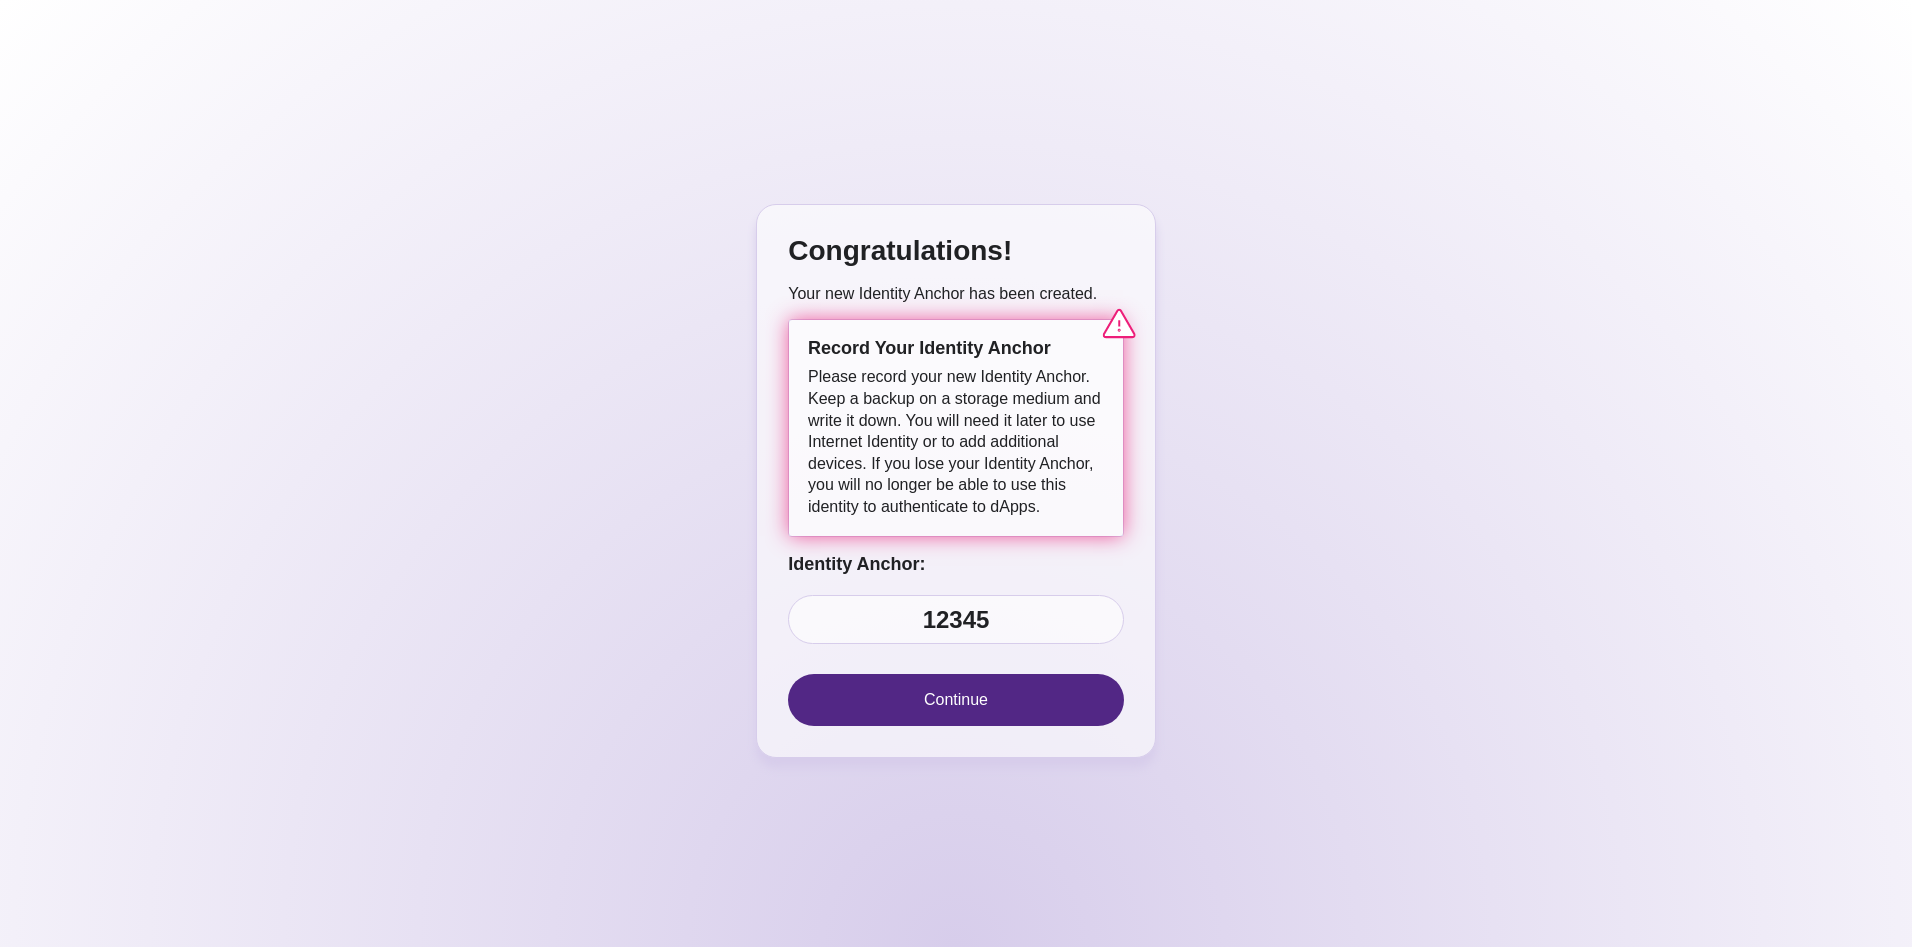 Congratulations!
Your new Identity Anchor has been created.
Record Your Identity Anchor
Please record your new Identity Anchor.
Keep a backup on a storage medium and
write it down. You will need it later to use
Internet Identity or to add additional
devices. If you lose your Identity Anchor,
you will no longer be able to use this
identity to authenticate to dApps.
Identity Anchor:
12345
Continue